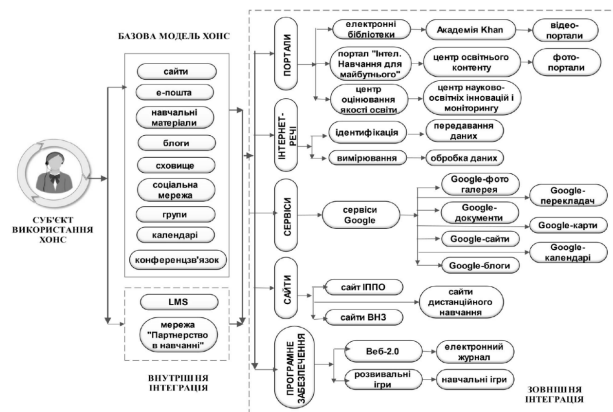 БАЗОВА МОДЕЛЬ ХОНС
сайти
е-пошта
навчальні
матеріали
блоги
сховище
соціальна
мережа
групи
календарі
конференцзв'язок
СУБ'ЄКТ
ВИКОРИСТАННЯ
ХОНС
LMS
мережа
"Партнерство
в навчанні"
ВНУТРІШНЯ
ІНТЕГРАЦІЯ
ПОРТАЛИ
електронні
бібліотеки
Академія Khan
відео-
портали
портал "Інтел.
Навчання для
майбутнього"
центр освітнього
контенту
фото-
портали
центр
оцінювання
якості освіти
центр науково-
освітніх інновацій і
моніторингу
ІНТЕРНЕТ-
РЕЧІ
ідентифікація
передавання
даних
вимірювання
обробка даних
СЕРВІСИ
сервіси
Google
Google-фото
галерея
Google-
перекладач
Google-
документи
Google-карти
Google-сайти
Google-
календарі
Google-блоги
САЙТИ
сайт ІППО
сайти
дистанційного
навчання
сайти ВНЗ
ПРОГРАМНЕ
ЗАБЕЗПЕЧЕННЯ
Веб-2.0
електронний
журнал
розвивальні
ігри
навчальні ігри
ЗОВНІШНЯ
ІНТЕГРАЦІЯ